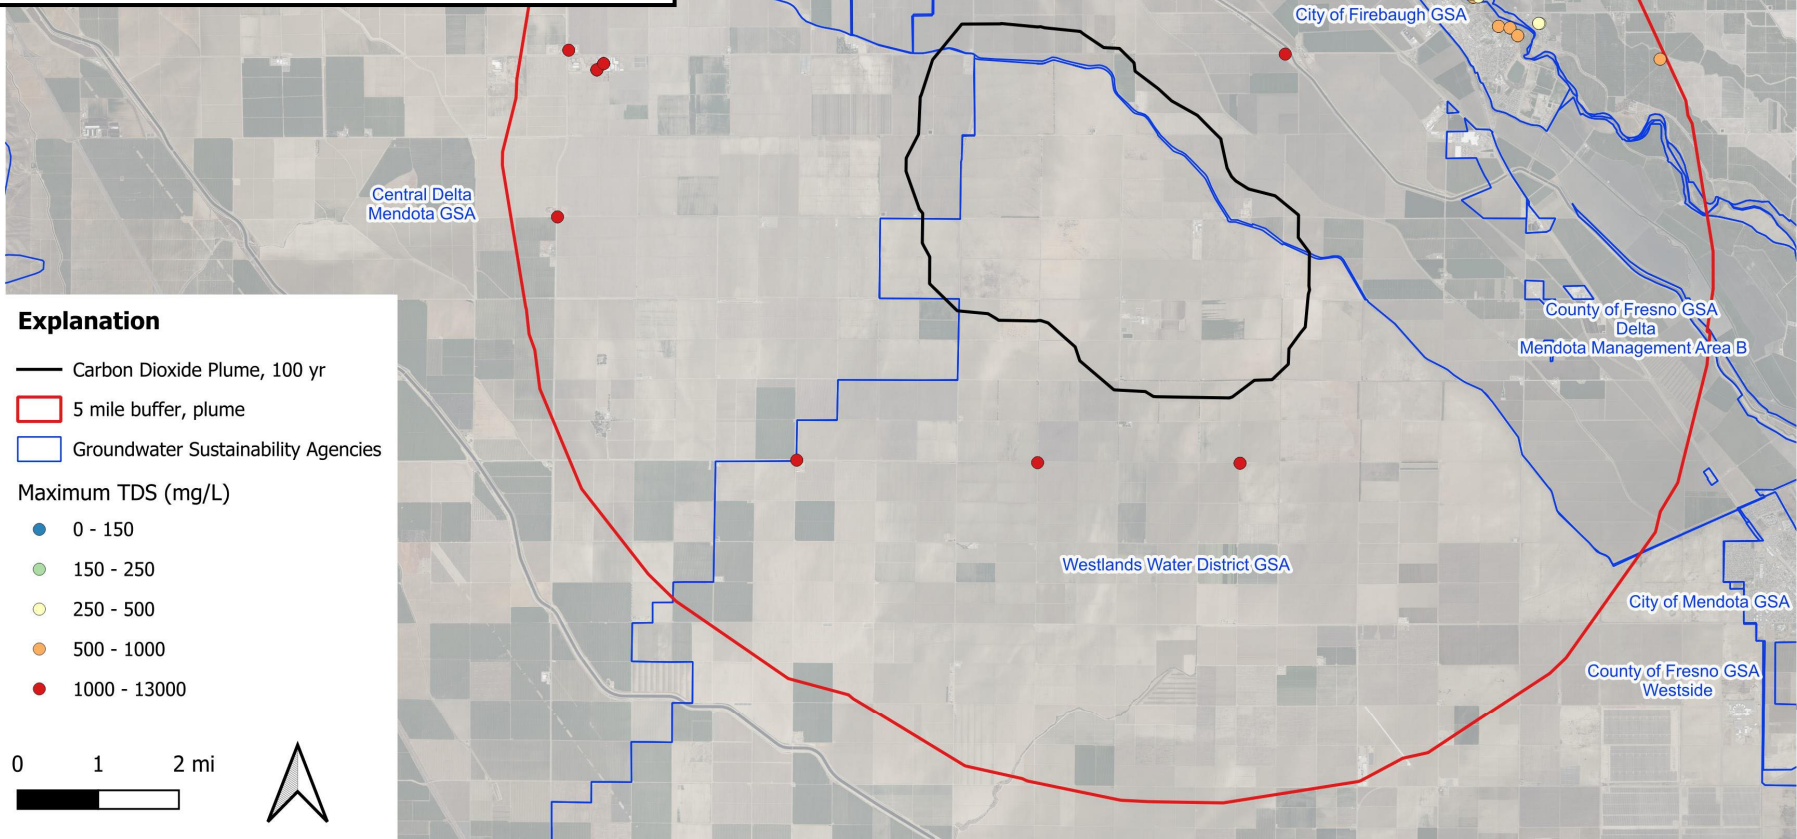 City of Firebaugh GSA
Central Delta
Mendota GSA
County of Fresno GSA
Delta
Mendota Management Area B
Westlands Water District GSA
City of Mendota GSA
County of Fresno GSA
Westside
Explanation
Carbon Dioxide Plume, 100 yr
5 mile buffer, plume
Groundwater Sustainability Agencies
Maximum TDS (mg/L)
0 - 150
150 - 250
250 - 500
500 - 1000
1000 - 13000
0 1 2 mi